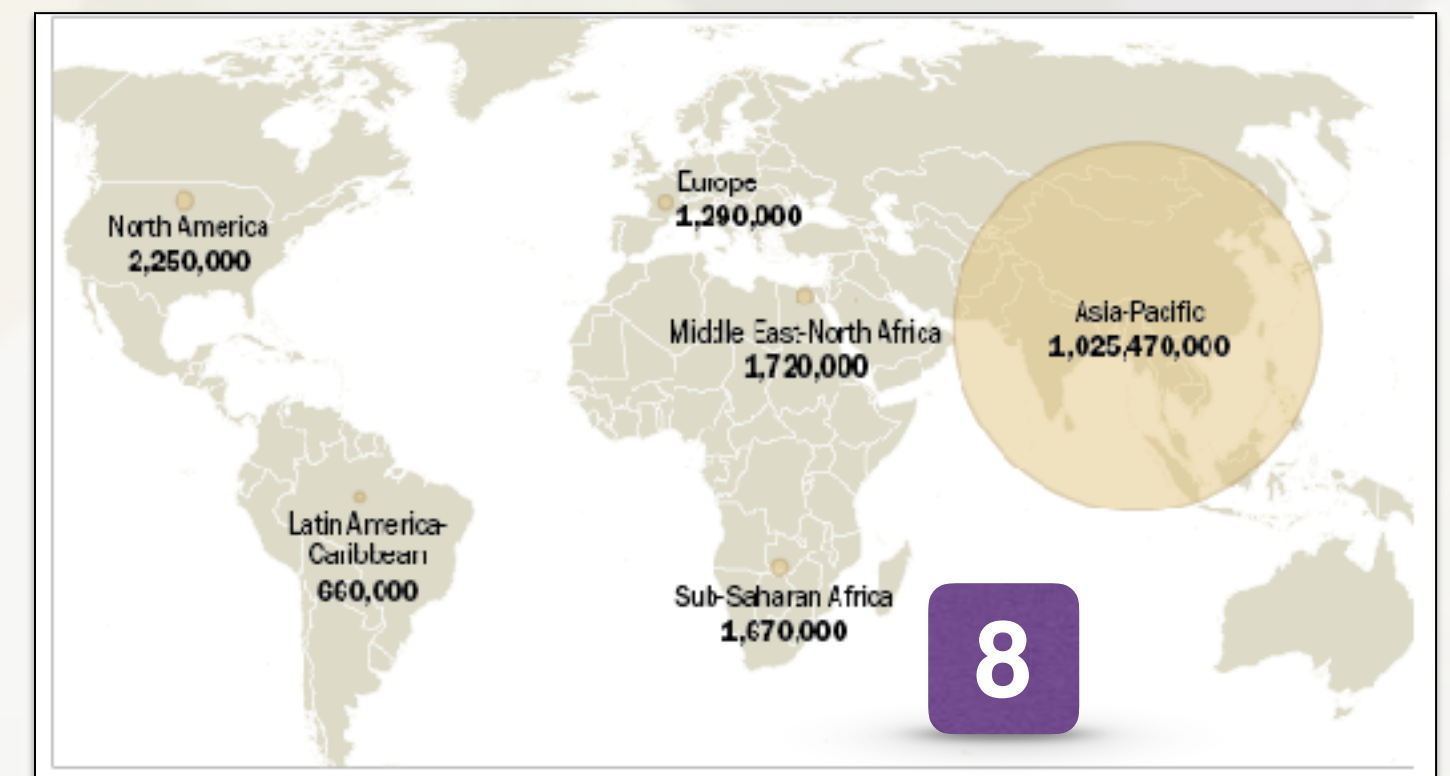 Europe
1,290,000
North America
2,250,000
Asia-Pacific
1,025,470,000
Middle East-North Africa
1,720,000
Latin America-
Caribbean
660,000
Sub-Saharan Africa
1,670,000
8